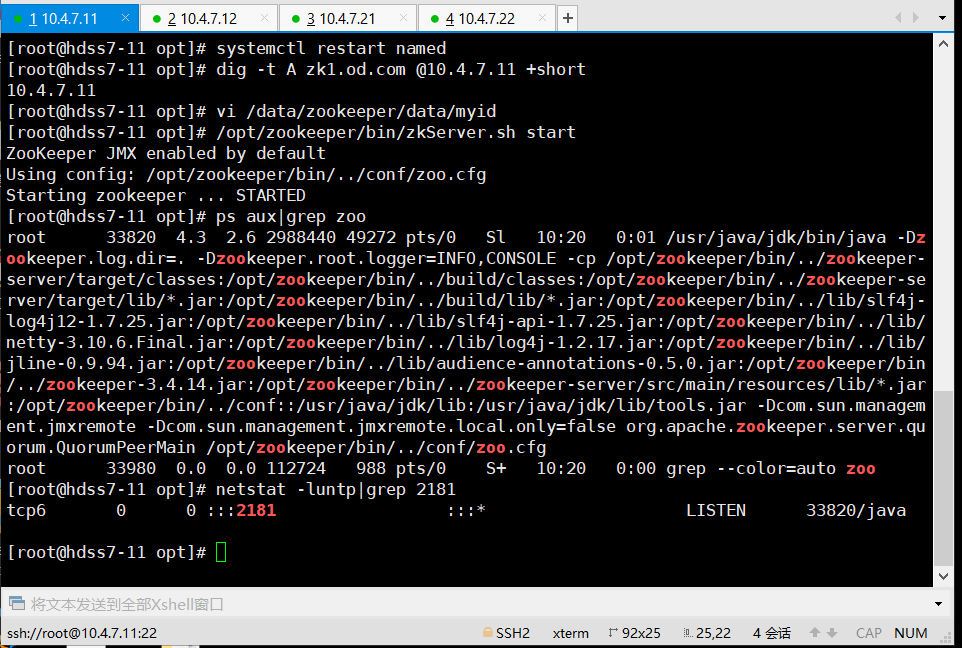 1 10.4.7.11 × 2 10.4.7.12 × 3 10.4.7.21 × 4 10.4.7.22 × +
[root@hdss7-11 opt]# systemctl restart named
[root@hdss7-11 opt]# dig -t A zk1.od.com @10.4.7.11 +short
10.4.7.11
[root@hdss7-11 opt]# vi /data/zookeeper/data/myid
[root@hdss7-11 opt]# /opt/zookeeper/bin/zkServer.sh start
ZooKeeper JMX enabled by default
Using config: /opt/zookeeper/bin/../conf/zoo.cfg
Starting zookeeper ... STARTED
[root@hdss7-11 opt]# ps aux|grep zoo
root      33820  4.3  2.6 2988440 49272 pts/0   Sl   10:20   0:01 /usr/java/jdk/bin/java -Dz
ookeeper.log.dir=. -Dzookeeper.root.logger=INFO,CONSOLE -cp /opt/zookeeper/bin/../zookeeper-
server/target/classes:/opt/zookeeper/bin/../build/classes:/opt/zookeeper/bin/../zookeeper-se
rver/target/lib/*.jar:/opt/zookeeper/bin/../build/lib/*.jar:/opt/zookeeper/bin/../lib/slf4j-
log4j12-1.7.25.jar:/opt/zookeeper/bin/../lib/slf4j-api-1.7.25.jar:/opt/zookeeper/bin/../lib/
netty-3.10.6.Final.jar:/opt/zookeeper/bin/../lib/log4j-1.2.17.jar:/opt/zookeeper/bin/../lib/
jline-0.9.94.jar:/opt/zookeeper/bin/../lib/audience-annotations-0.5.0.jar:/opt/zookeeper/bin
/../zookeeper-3.4.14.jar:/opt/zookeeper/bin/../zookeeper-server/src/main/resources/lib/*.jar
:/opt/zookeeper/bin/../conf::/usr/java/jdk/lib:/usr/java/jdk/lib/tools.jar -Dcom.sun.managem
ent.jmxremote -Dcom.sun.management.jmxremote.local.only=false org.apache.zookeeper.server.qu
orum.QuorumPeerMain /opt/zookeeper/bin/../conf/zoo.cfg
root      33980  0.0  0.0 112724   988 pts/0    S+   10:20   0:00 grep --color=auto zoo
[root@hdss7-11 opt]# netstat -luntp|grep 2181
tcp6       0      0 :::2181                 :::*                    LISTEN      33820/java
[root@hdss7-11 opt]#
将文本发送到全部Xshell窗口
ssh://root@10.4.7.11:22 SSH2 xterm 92x25 25,22 4 会话 CAP NUM